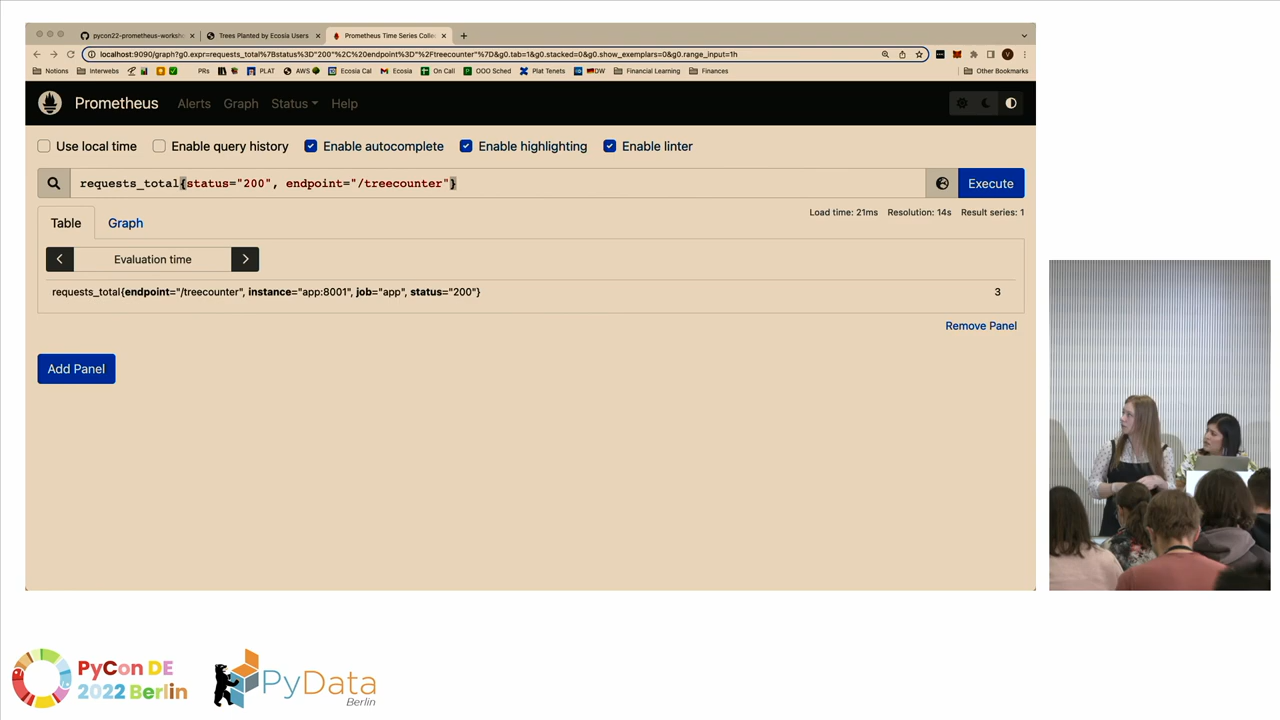 pycon22-prometheus-worksho
Trees Planted by Ecosia Users
Prometheus Time Series Collec
localhost:9090/graph?g0.expr=requests_total%7Bstatus%3D"200"%2C%20endpoint%3D"%2Ftreecounter"%7D&g0.tab=1&g0.stacked=0&g0.show_exemplars=0&g0.range_input=1h
Notions Interwebs PRs PLAT AWS Ecosia Cal Ecosia On Call OOO Sched Plat Tenets DW Financial Learning Finances Other Bookmarks
Prometheus Alerts Graph Status Help
Use local time Enable query history Enable autocomplete Enable highlighting Enable linter
requests_total{status="200", endpoint="/treecounter"} Execute
Load time: 21ms Resolution: 14s Result series: 1
Table Graph
Evaluation time
requests_total{endpoint="/treecounter", instance="app:8001", job="app", status="200"} 3
Remove Panel
Add Panel
PyCon DE
2022 Berlin
PyData
Berlin